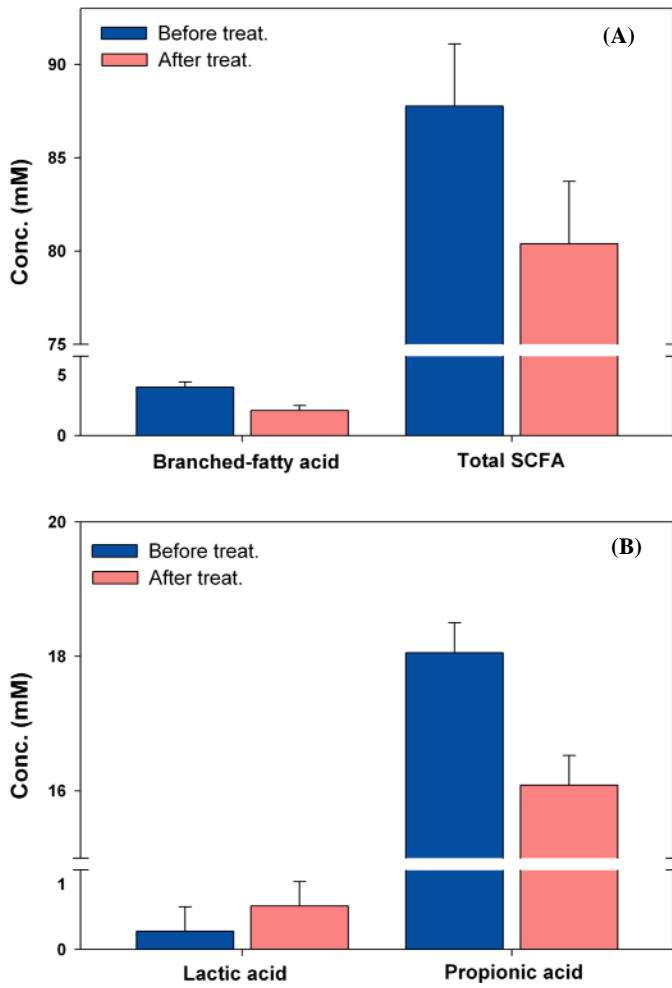 (A)
Before treat.
After treat.
90
85
80
75
5
0
Conc. (mM)
Branched-fatty acid Total SCFA
(B)
Before treat.
After treat.
20
18
16
1
0
Conc. (mM)
Lactic acid Propionic acid